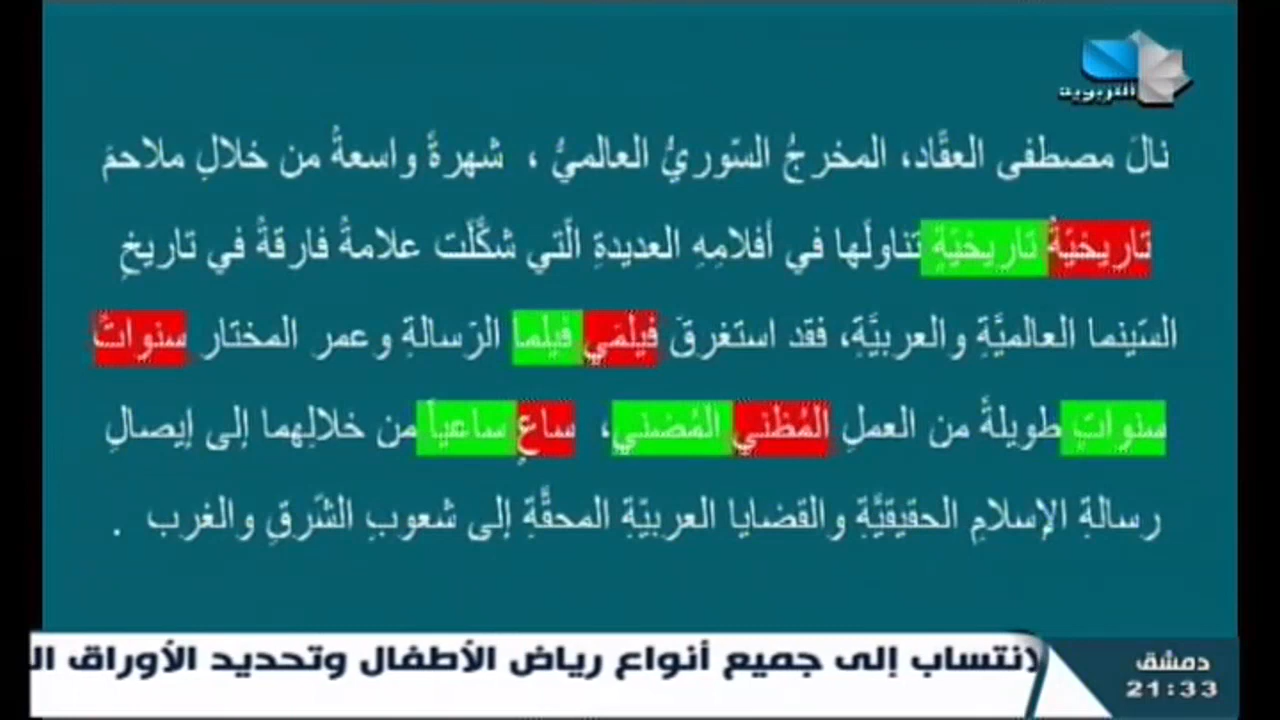 التربوية
نالَ مصطفى العقَّاد، المخرجُ السّوريُّ العالميُّ ، شهرةً واسعةً من خلالِ ملاحمَ
تاريخيّةً تاريخيّةٍ تناولَها في أفلامِهِ العديدةِ الّتي شكَّلَت علامةً فارقةً في تاريخِ
السّينما العالميَّةِ والعربيَّةِ، فقد استغرقَ فيلمَي فيلما الرّسالةِ وعمر المختار سنواتٌ
سنواتٍ طويلةً من العملِ المُظني المُضني، ساعٍ ساعياً من خلالِهما إلى إيصالِ
رسالةِ الإسلامِ الحقيقيَّةِ والقضايا العربيّةِ المحقَّةِ إلى شعوبِ الشّرقِ والغرب .
لانتساب إلى جميع أنواع رياض الأطفال وتحديد الأوراق ال
دمشق
21:33